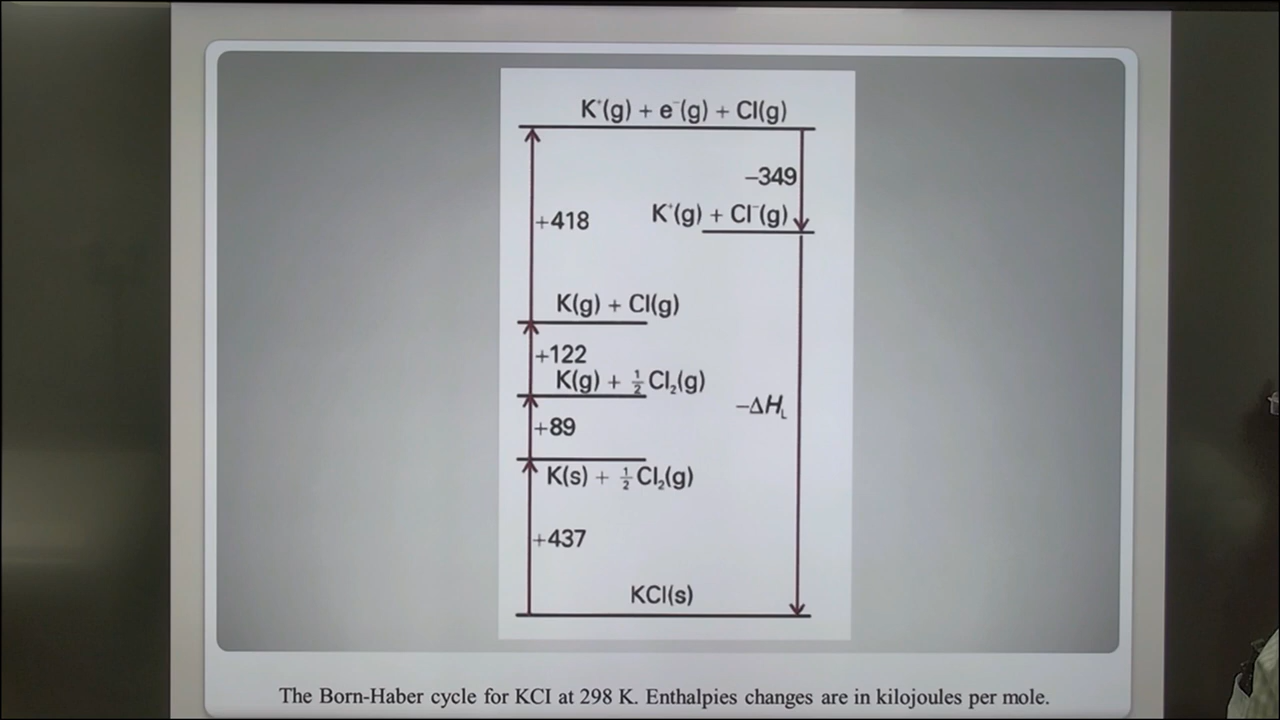 K⁺(g) + e⁻(g) + Cl(g)
−349
K⁺(g) + Cl⁻(g)
+418
K(g) + Cl(g)
+122
K(g) + ½Cl₂(g)
−ΔH_L
+89
K(s) + ½Cl₂(g)
+437
KCl(s)
The Born-Haber cycle for KCI at 298 K. Enthalpies changes are in kilojoules per mole.